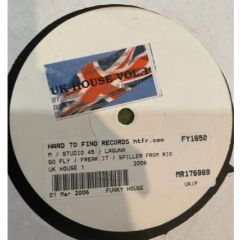 UK HOUSE VOL.1
HARD TO FIND RECORDS htfr.com FY1650
M / STUDIO 45 / LAGUNA
SO FLY / FREAK IT / SPILLER FROM RIO
UK HOUSE 1 2006
MR176989
UK|P
01 Mar 2006 FUNKY HOUSE